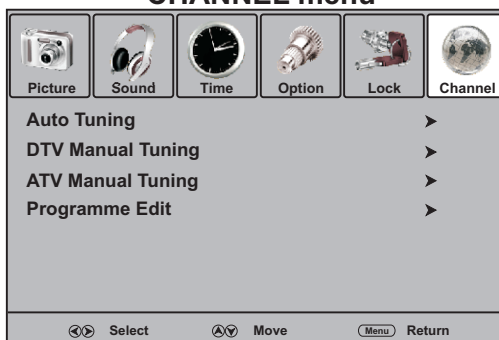 CHANNEL menu
Picture Sound Time Option Lock Channel
Auto Tuning
DTV Manual Tuning
ATV Manual Tuning
Programme Edit
Select Move Menu Return